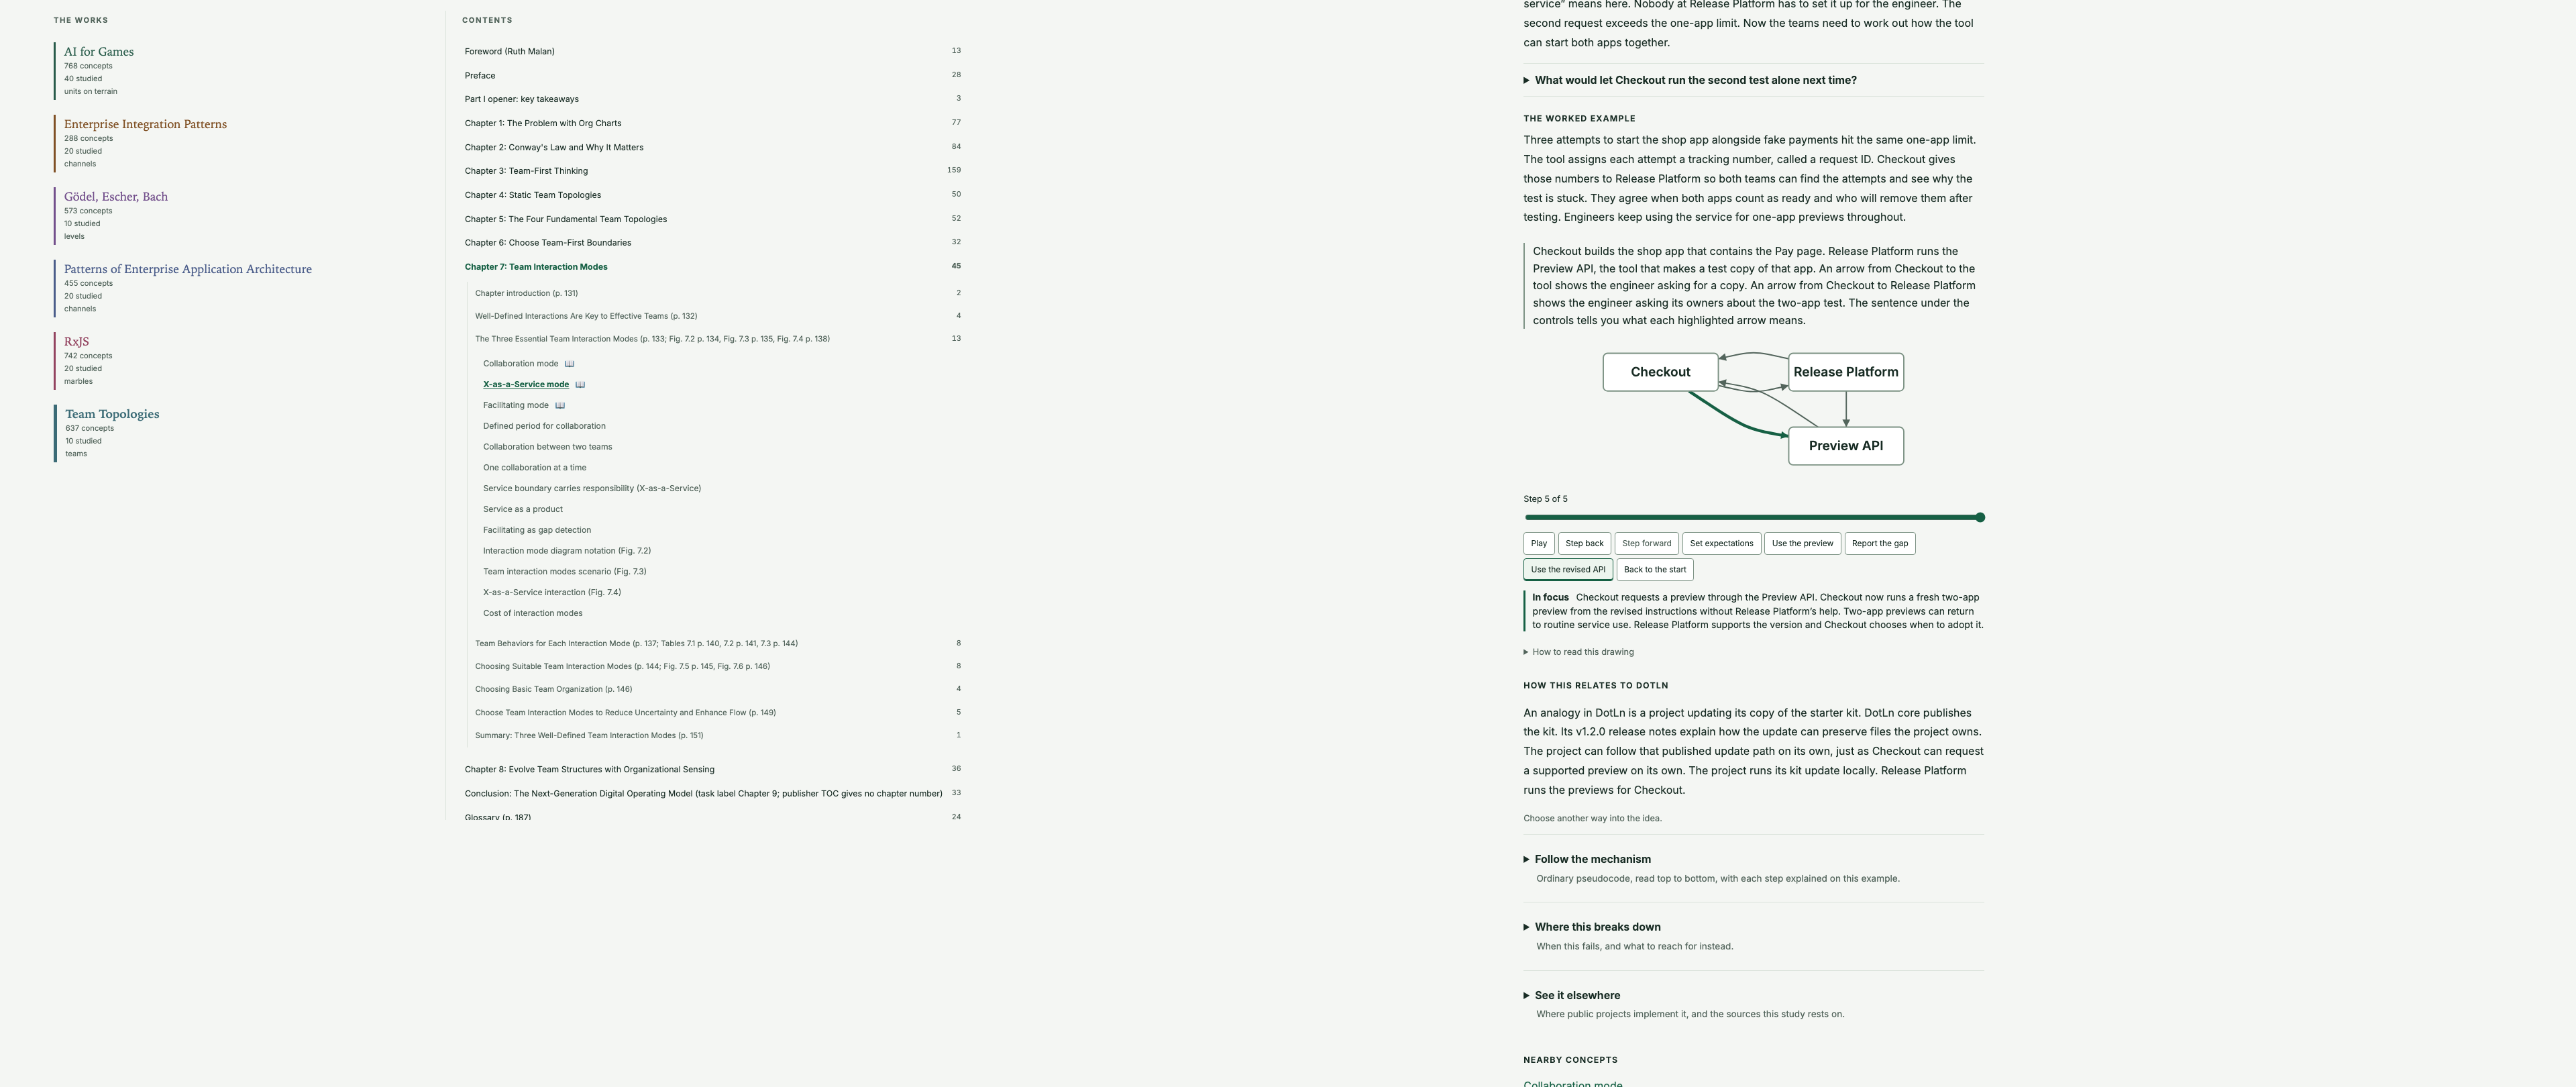 THE WORKS
AI for Games
768 concepts
40 studied
units on terrain
Enterprise Integration Patterns
288 concepts
20 studied
channels
Gödel, Escher, Bach
573 concepts
10 studied
levels
Patterns of Enterprise Application Architecture
455 concepts
20 studied
channels
RxJS
742 concepts
20 studied
marbles
Team Topologies
637 concepts
10 studied
teams
CONTENTS
Foreword (Ruth Malan) 13
Preface 28
Part I opener: key takeaways 3
Chapter 1: The Problem with Org Charts 77
Chapter 2: Conway's Law and Why It Matters 84
Chapter 3: Team-First Thinking 159
Chapter 4: Static Team Topologies 50
Chapter 5: The Four Fundamental Team Topologies 52
Chapter 6: Choose Team-First Boundaries 32
Chapter 7: Team Interaction Modes 45
Chapter introduction (p. 131) 2
Well-Defined Interactions Are Key to Effective Teams (p. 132) 4
The Three Essential Team Interaction Modes (p. 133; Fig. 7.2 p. 134, Fig. 7.3 p. 135, Fig. 7.4 p. 138) 13
Collaboration mode
X-as-a-Service mode
Facilitating mode
Defined period for collaboration
Collaboration between two teams
One collaboration at a time
Service boundary carries responsibility (X-as-a-Service)
Service as a product
Facilitating as gap detection
Interaction mode diagram notation (Fig. 7.2)
Team interaction modes scenario (Fig. 7.3)
X-as-a-Service interaction (Fig. 7.4)
Cost of interaction modes
Team Behaviors for Each Interaction Mode (p. 137; Tables 7.1 p. 140, 7.2 p. 141, 7.3 p. 144) 8
Choosing Suitable Team Interaction Modes (p. 144; Fig. 7.5 p. 145, Fig. 7.6 p. 146) 8
Choosing Basic Team Organization (p. 146) 4
Choose Team Interaction Modes to Reduce Uncertainty and Enhance Flow (p. 149) 5
Summary: Three Well-Defined Team Interaction Modes (p. 151) 1
Chapter 8: Evolve Team Structures with Organizational Sensing 36
Conclusion: The Next-Generation Digital Operating Model (task label Chapter 9; publisher TOC gives no chapter number) 33
Glossary (p. 187) 24
service” means here. Nobody at Release Platform has to set it up for the engineer. The
second request exceeds the one-app limit. Now the teams need to work out how the tool
can start both apps together.
What would let Checkout run the second test alone next time?
THE WORKED EXAMPLE
Three attempts to start the shop app alongside fake payments hit the same one-app limit.
The tool assigns each attempt a tracking number, called a request ID. Checkout gives
those numbers to Release Platform so both teams can find the attempts and see why the
test is stuck. They agree when both apps count as ready and who will remove them after
testing. Engineers keep using the service for one-app previews throughout.
Checkout builds the shop app that contains the Pay page. Release Platform runs the
Preview API, the tool that makes a test copy of that app. An arrow from Checkout to the
tool shows the engineer asking for a copy. An arrow from Checkout to Release Platform
shows the engineer asking its owners about the two-app test. The sentence under the
controls tells you what each highlighted arrow means.
Checkout
Release Platform
Preview API
Step 5 of 5
Play Step back Step forward Set expectations Use the preview Report the gap
Use the revised API Back to the start
In focus Checkout requests a preview through the Preview API. Checkout now runs a fresh two-app
preview from the revised instructions without Release Platform’s help. Two-app previews can return
to routine service use. Release Platform supports the version and Checkout chooses when to adopt it.
How to read this drawing
HOW THIS RELATES TO DOTLN
An analogy in DotLn is a project updating its copy of the starter kit. DotLn core publishes
the kit. Its v1.2.0 release notes explain how the update can preserve files the project owns.
The project can follow that published update path on its own, just as Checkout can request
a supported preview on its own. The project runs its kit update locally. Release Platform
runs the previews for Checkout.
Choose another way into the idea.
Follow the mechanism
Ordinary pseudocode, read top to bottom, with each step explained on this example.
Where this breaks down
When this fails, and what to reach for instead.
See it elsewhere
Where public projects implement it, and the sources this study rests on.
NEARBY CONCEPTS
Collaboration mode